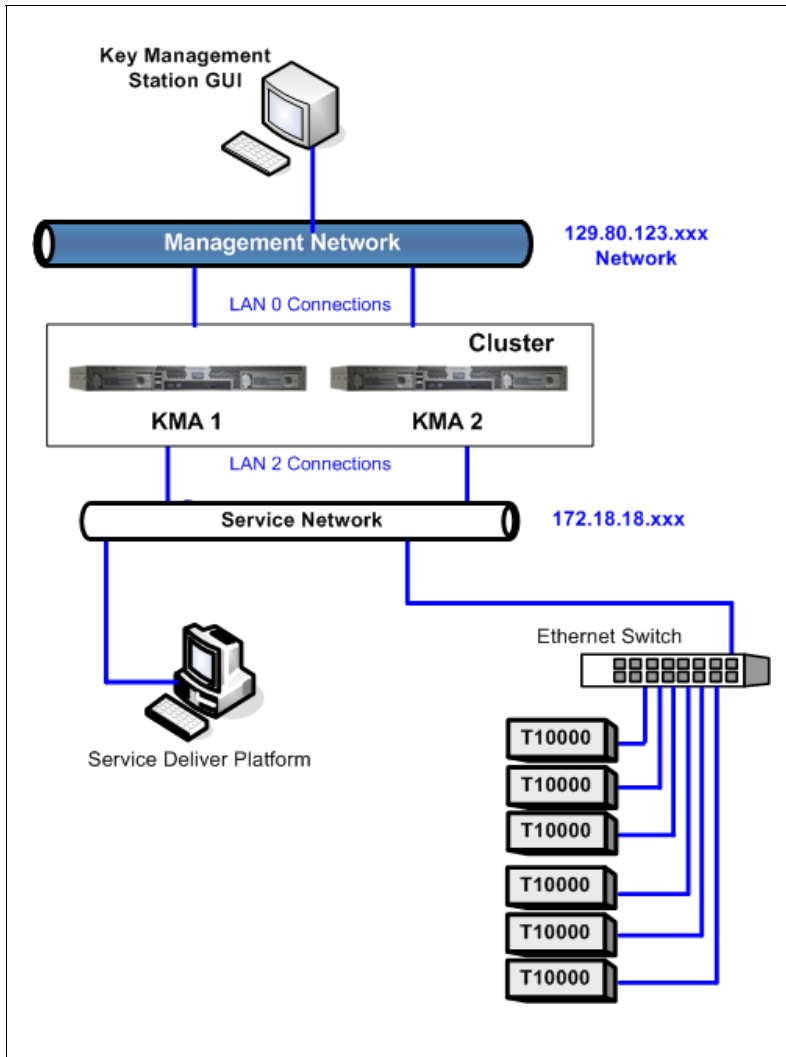 Key Management
Station GUI
Management Network
129.80.123.xxx
Network
LAN 0 Connections
Cluster
KMA 1
KMA 2
LAN 2 Connections
Service Network
172.18.18.xxx
Ethernet Switch
Service Deliver Platform
T10000
T10000
T10000
T10000
T10000
T10000